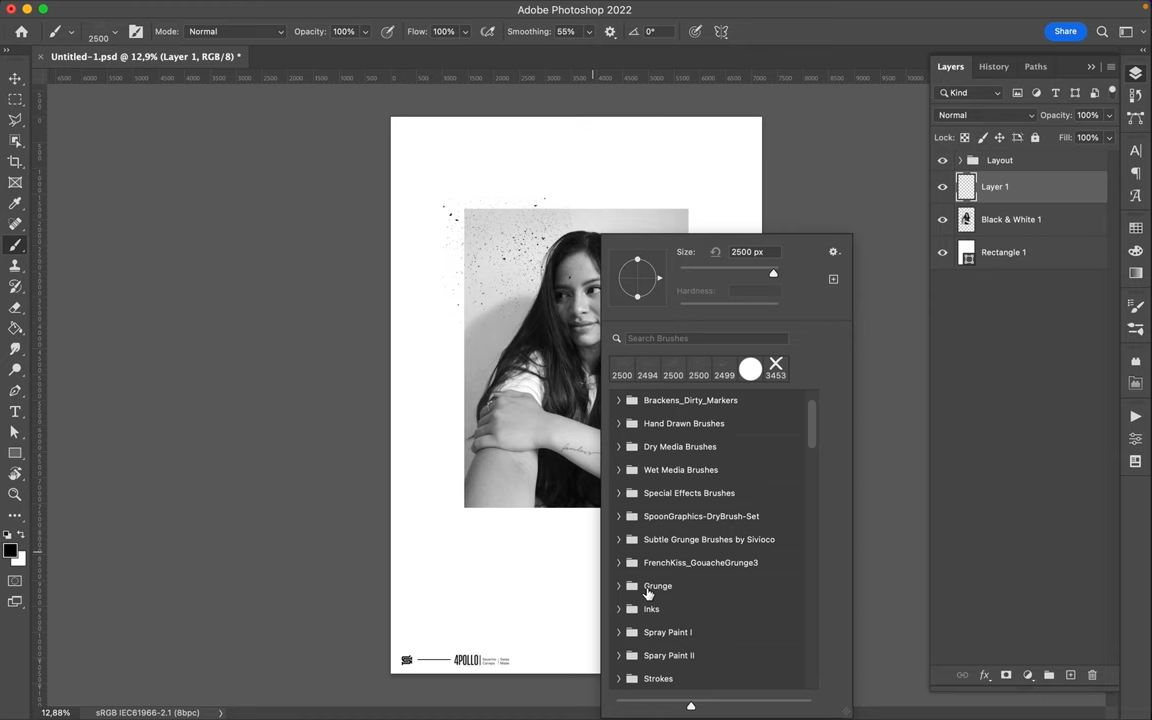 Adobe Photoshop 2022
2500 Mode: Normal Opacity: 100% Flow: 100% Smoothing: 55% 0° Share
Untitled-1.psd @ 12,9% (Layer 1, RGB/8) *
Layers History Paths
Kind
Normal Opacity: 100%
Lock: Fill: 100%
Layout
Layer 1
Black & White 1
Rectangle 1
Size: 2500 px
Hardness:
Search Brushes
2500 2494 2500 2500 2499 3453
Brackens_Dirty_Markers
Hand Drawn Brushes
Dry Media Brushes
Wet Media Brushes
Special Effects Brushes
SpoonGraphics-DryBrush-Set
Subtle Grunge Brushes by Sivioco
FrenchKiss_GouacheGrunge3
Grunge
Inks
Spray Paint I
Spary Paint II
Strokes
4POLLO
12,88% sRGB IEC61966-2.1 (8bpc)